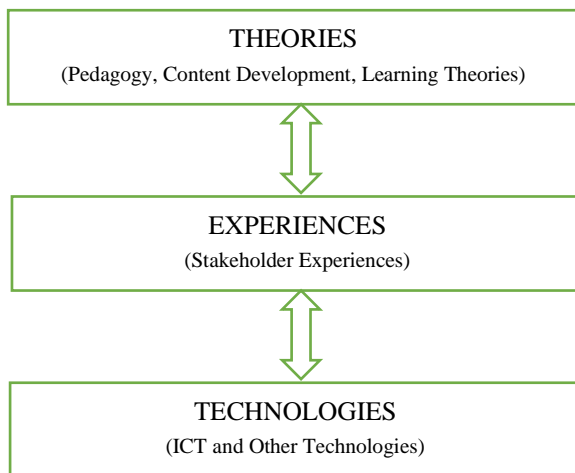 THEORIES
(Pedagogy, Content Development, Learning Theories)
EXPERIENCES
(Stakeholder Experiences)
TECHNOLOGIES
(ICT and Other Technologies)